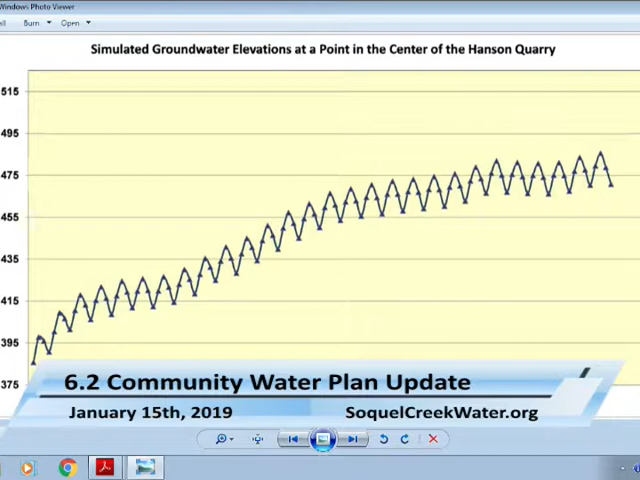 Windows Photo Viewer
Burn Open
Simulated Groundwater Elevations at a Point in the Center of the Hanson Quarry
515
495
475
455
435
415
395
375
6.2 Community Water Plan Update
January 15th, 2019 SoquelCreekWater.org